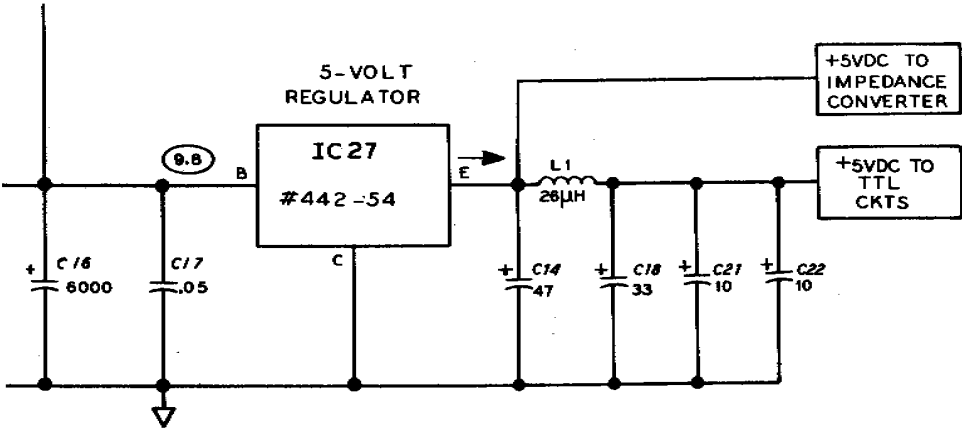 5-VOLT
REGULATOR
+5VDC TO
IMPEDANCE
CONVERTER
9.8
B
IC27
#442-54
E
C
L1
26µH
+5VDC TO
TTL
CKTS
+
C16
6000
C17
.05
+
C14
47
+
C18
33
+
C21
10
+
C22
10